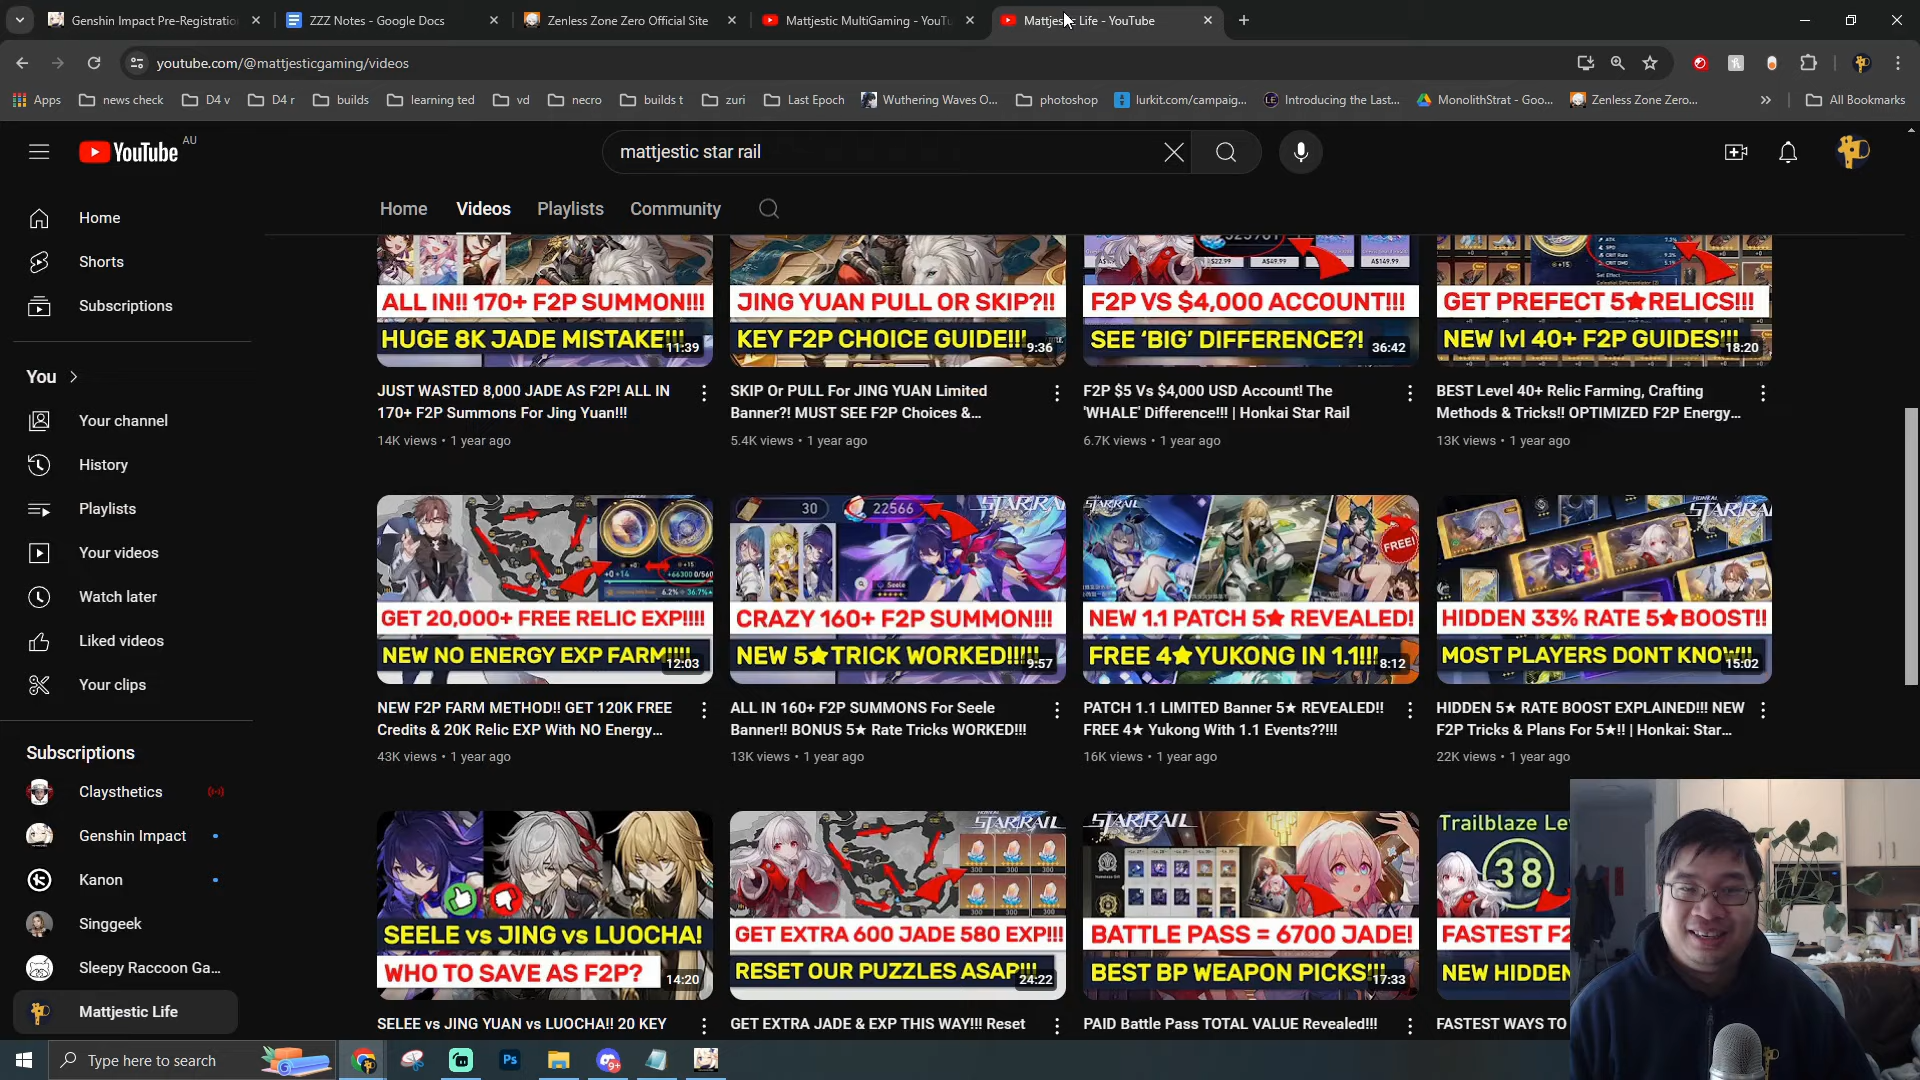 Genshin Impact Pre-Registratio
ZZZ Notes - Google Docs
Zenless Zone Zero Official Site
Mattjestic MultiGaming - YouTu
Mattjestic Life - YouTube
youtube.com/@mattjesticgaming/videos
Apps
news check
D4 v
D4 r
builds
learning ted
vd
necro
builds t
zuri
Last Epoch
Wuthering Waves O...
photoshop
lurkit.com/campaig...
Introducing the Last...
MonolithStrat - Goo...
Zenless Zone Zero...
All Bookmarks
YouTube AU
mattjestic star rail
Home
Videos
Playlists
Community
Home
Shorts
Subscriptions
You
Your channel
History
Playlists
Your videos
Watch later
Liked videos
Your clips
Subscriptions
Claysthetics
Genshin Impact
Kanon
Singgeek
Sleepy Raccoon Ga...
Mattjestic Life
ALL IN!! 170+ F2P SUMMON!!!
HUGE 8K JADE MISTAKE!!!
11:39
JUST WASTED 8,000 JADE AS F2P! ALL IN
170+ F2P Summons For Jing Yuan!!!
14K views • 1 year ago
JING YUAN PULL OR SKIP?!!
KEY F2P CHOICE GUIDE!!!
9:36
SKIP Or PULL For JING YUAN Limited
Banner?! MUST SEE F2P Choices &...
5.4K views • 1 year ago
A$22.99
A$49.99
A$149.99
F2P VS $4,000 ACCOUNT!!!
SEE ‘BIG’ DIFFERENCE?!
36:42
F2P $5 Vs $4,000 USD Account! The
'WHALE' Difference!!! | Honkai Star Rail
6.7K views • 1 year ago
GET PREFECT 5★RELICS!!!
NEW lvl 40+ F2P GUIDES!!!
18:20
BEST Level 40+ Relic Farming, Crafting
Methods & Tricks!! OPTIMIZED F2P Energy...
13K views • 1 year ago
GET 20,000+ FREE RELIC EXP!!!!
NEW NO ENERGY EXP FARM!!!!
12:03
NEW F2P FARM METHOD!! GET 120K FREE
Credits & 20K Relic EXP With NO Energy...
43K views • 1 year ago
30
22566
STARRAIL
Seele
CRAZY 160+ F2P SUMMON!!!
NEW 5★TRICK WORKED!!!!!
9:57
ALL IN 160+ F2P SUMMONS For Seele
Banner!! BONUS 5★ Rate Tricks WORKED!!!
13K views • 1 year ago
STARRAIL
FREE!
NEW 1.1 PATCH 5★ REVEALED!
FREE 4★YUKONG IN 1.1!!!
8:12
PATCH 1.1 LIMITED Banner 5★ REVEALED!!
FREE 4★ Yukong With 1.1 Events??!!!
16K views • 1 year ago
STARRAIL
HIDDEN 33% RATE 5★BOOST!!
MOST PLAYERS DONT KNOW!!!
15:02
HIDDEN 5★ RATE BOOST EXPLAINED!!! NEW
F2P Tricks & Plans For 5★!! | Honkai: Star...
22K views • 1 year ago
SEELE vs JING vs LUOCHA!
WHO TO SAVE AS F2P?
14:20
SELEE vs JING YUAN vs LUOCHA!! 20 KEY
STARRAIL
300 300 300
300 300 300
GET EXTRA 600 JADE 580 EXP!!!
RESET OUR PUZZLES ASAP!!!
24:22
GET EXTRA JADE & EXP THIS WAY!!! Reset
STARRAIL
BATTLE PASS = 6700 JADE!
BEST BP WEAPON PICKS!!!
17:33
PAID Battle Pass TOTAL VALUE Revealed!!!
Trailblaze Le
38
FASTEST F2
NEW HIDDEN
FASTEST WAYS TO
Type here to search
Ps